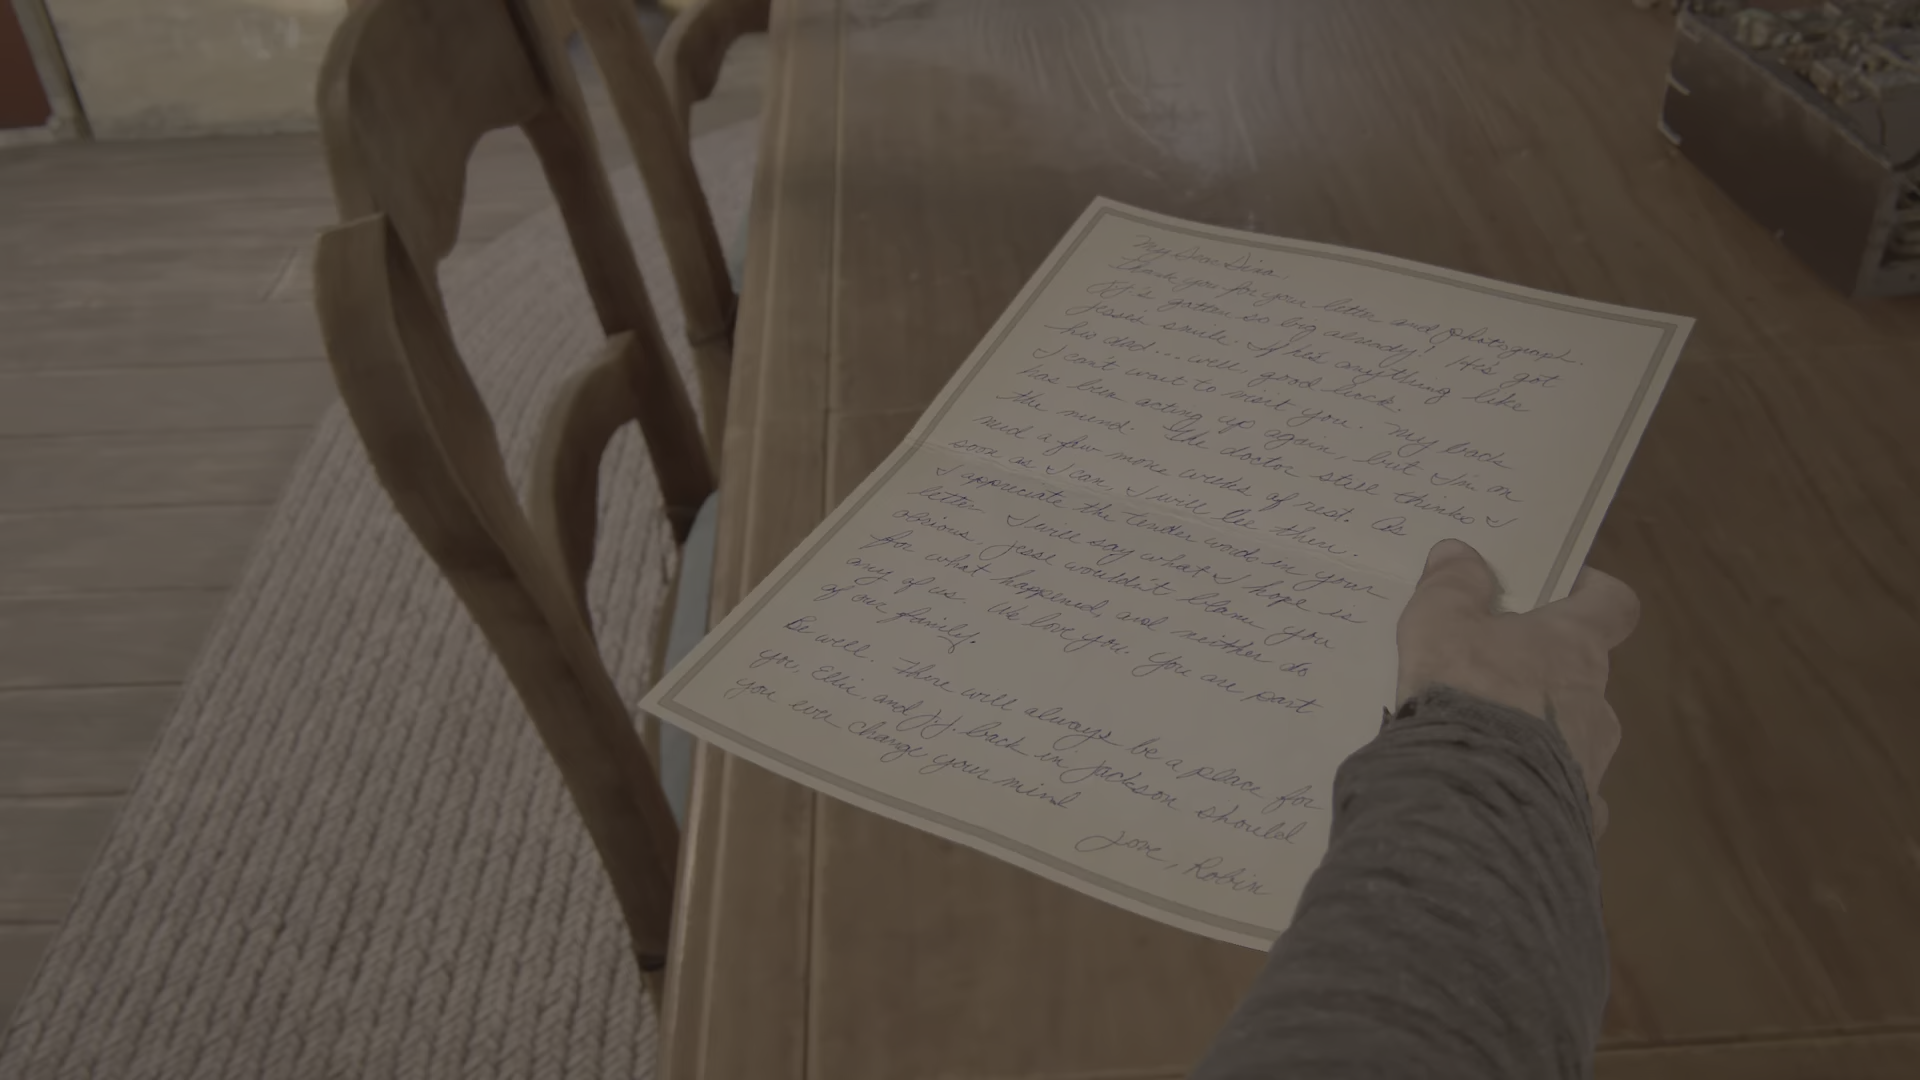 My Dear Dina,
Thank you for your letter and photograph.
J.J.'s gotten so big already! He's got
Jesse's smile. If he's anything like
his dad... well, good luck.
I can't wait to visit you. My back
has been acting up again, but I'm on
the mend. The doctor still thinks I
need a few more weeks of rest. As
soon as I can, I will be there.
I appreciate the tender words in your
letter. I will say what I hope is
obvious, Jesse wouldn't blame you
for what happened, and neither do
any of us. We love you. You are part
of our family.
Be well. There will always be a place for
you, Ellie, and J.J. back in Jackson should
you ever change your mind
Love, Robin